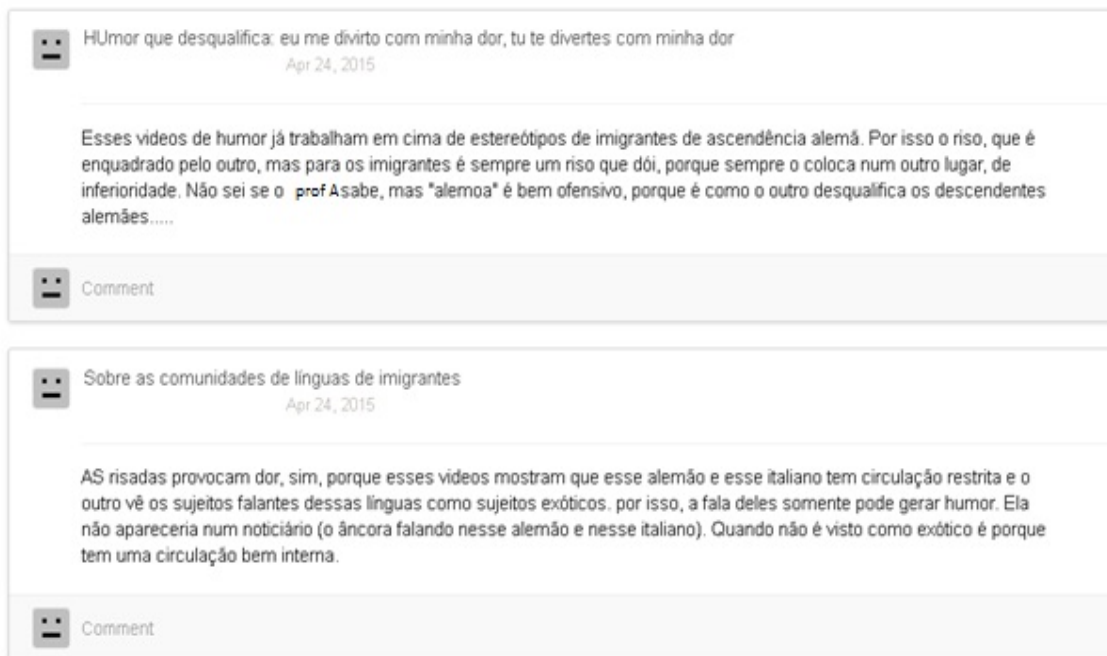 HUmor que desqualifica: eu me divirto com minha dor, tu te divertes com minha dor
Apr 24, 2015
Esses videos de humor já trabalham em cima de estereótipos de imigrantes de ascendência alemã. Por isso o riso, que é
enquadrado pelo outro, mas para os imigrantes é sempre um riso que dói, porque sempre o coloca num outro lugar, de
inferioridade. Não sei se o prof A sabe, mas "alemoa" é bem ofensivo, porque é como o outro desqualifica os descendentes
alemães.....
Comment
Sobre as comunidades de línguas de imigrantes
Apr 24, 2015
AS risadas provocam dor, sim, porque esses videos mostram que esse alemão e esse italiano tem circulação restrita e o
outro vê os sujeitos falantes dessas línguas como sujeitos exóticos. por isso, a fala deles somente pode gerar humor. Ela
não apareceria num noticiário (o âncora falando nesse alemão e nesse italiano). Quando não é visto como exótico é porque
tem uma circulação bem interna.
Comment